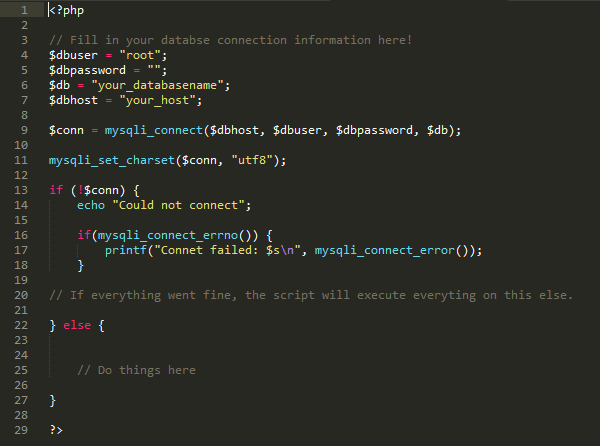 1 <?php
2
3 // Fill in your databse connection information here!
4 $dbuser = "root";
5 $dbpassword = "";
6 $db = "your_databasename";
7 $dbhost = "your_host";
8
9 $conn = mysqli_connect($dbhost, $dbuser, $dbpassword, $db);
10
11 mysqli_set_charset($conn, "utf8");
12
13 if (!$conn) {
14 echo "Could not connect";
15
16 if(mysqli_connect_errno()) {
17 printf("Connet failed: $s\n", mysqli_connect_error());
18 }
19
20 // If everything went fine, the script will execute everyting on this else.
21
22 } else {
23
24
25 // Do things here
26
27 }
28
29 ?>